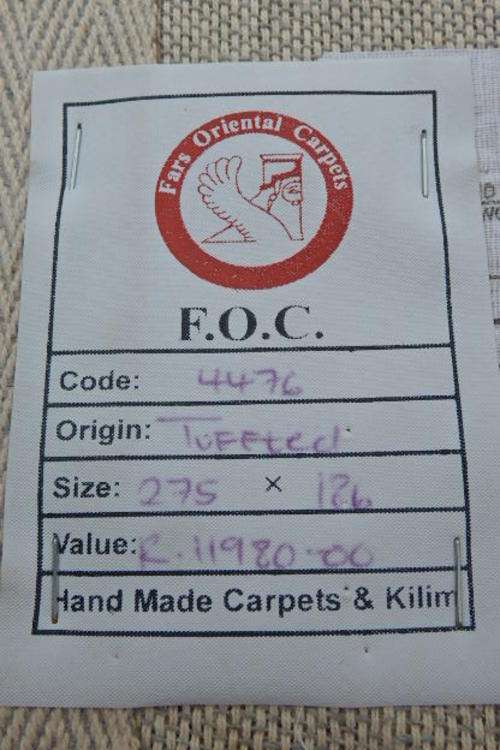 Fars Oriental Carpets
F.O.C.
Code: 4476
Origin: Tuffted
Size: 275 × 186
Value: R.11980-00
Hand Made Carpets & Kilim